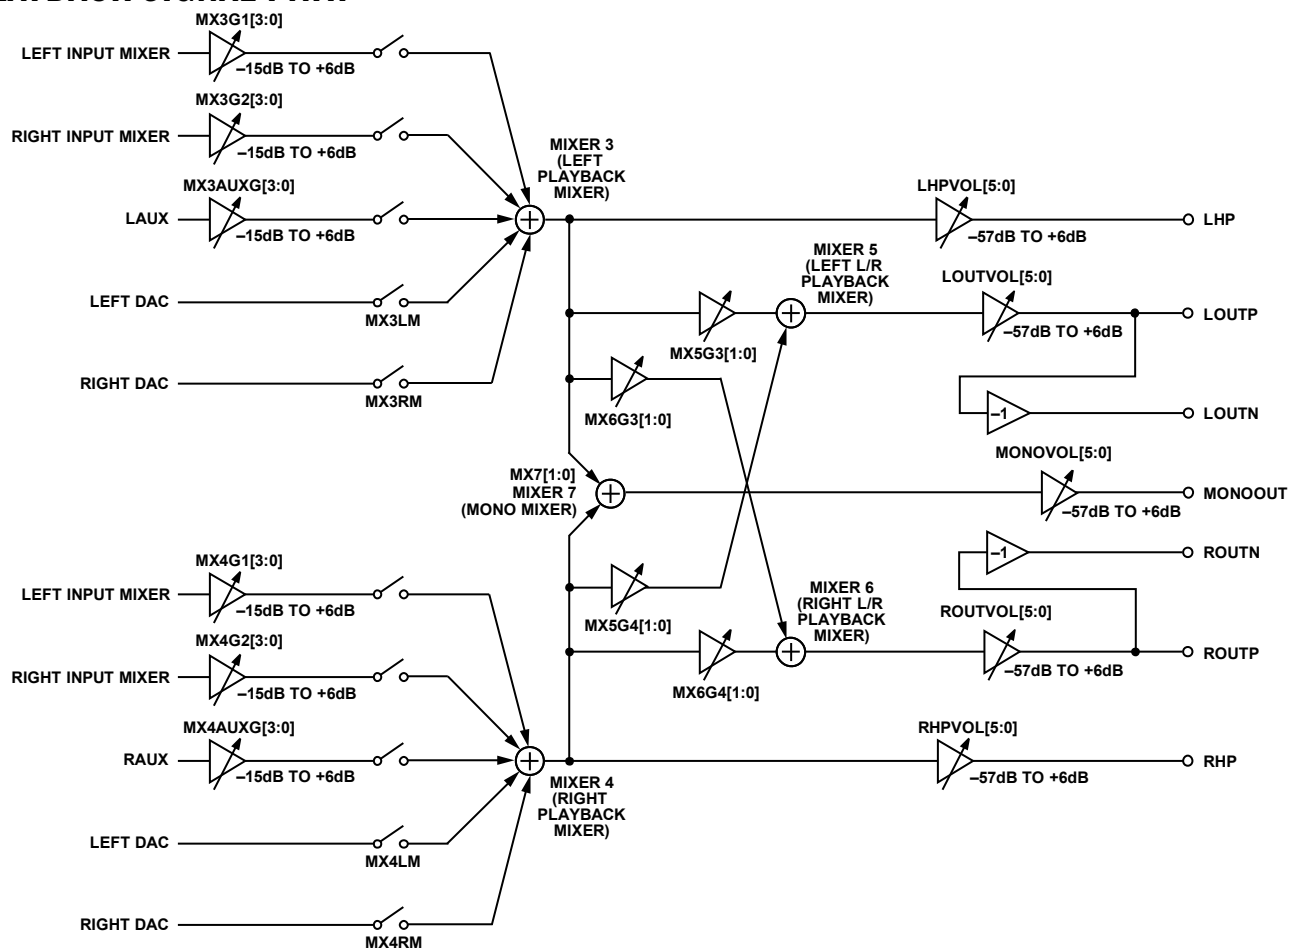 MX3G1[3:0]
LEFT INPUT MIXER
–15dB TO +6dB
MX3G2[3:0]
RIGHT INPUT MIXER
–15dB TO +6dB
MX3AUXG[3:0]
LAUX
–15dB TO +6dB
LEFT DAC
MX3LM
RIGHT DAC
MX3RM
MIXER 3
(LEFT
PLAYBACK
MIXER)
LHPVOL[5:0]
–57dB TO +6dB
LHP
MIXER 5
(LEFT L/R
PLAYBACK
MIXER)
LOUTVOL[5:0]
–57dB TO +6dB
LOUTP
MX5G3[1:0]
MX6G3[1:0]
–1
LOUTN
MX7[1:0]
MIXER 7
(MONO MIXER)
MONOVOL[5:0]
–57dB TO +6dB
MONOOUT
–1
ROUTN
MX5G4[1:0]
MIXER 6
(RIGHT L/R
PLAYBACK
MIXER)
ROUTVOL[5:0]
–57dB TO +6dB
ROUTP
MX6G4[1:0]
MX4G1[3:0]
LEFT INPUT MIXER
–15dB TO +6dB
MX4G2[3:0]
RIGHT INPUT MIXER
–15dB TO +6dB
MX4AUXG[3:0]
RAUX
–15dB TO +6dB
RHPVOL[5:0]
–57dB TO +6dB
RHP
MIXER 4
(RIGHT
PLAYBACK
MIXER)
LEFT DAC
MX4LM
RIGHT DAC
MX4RM